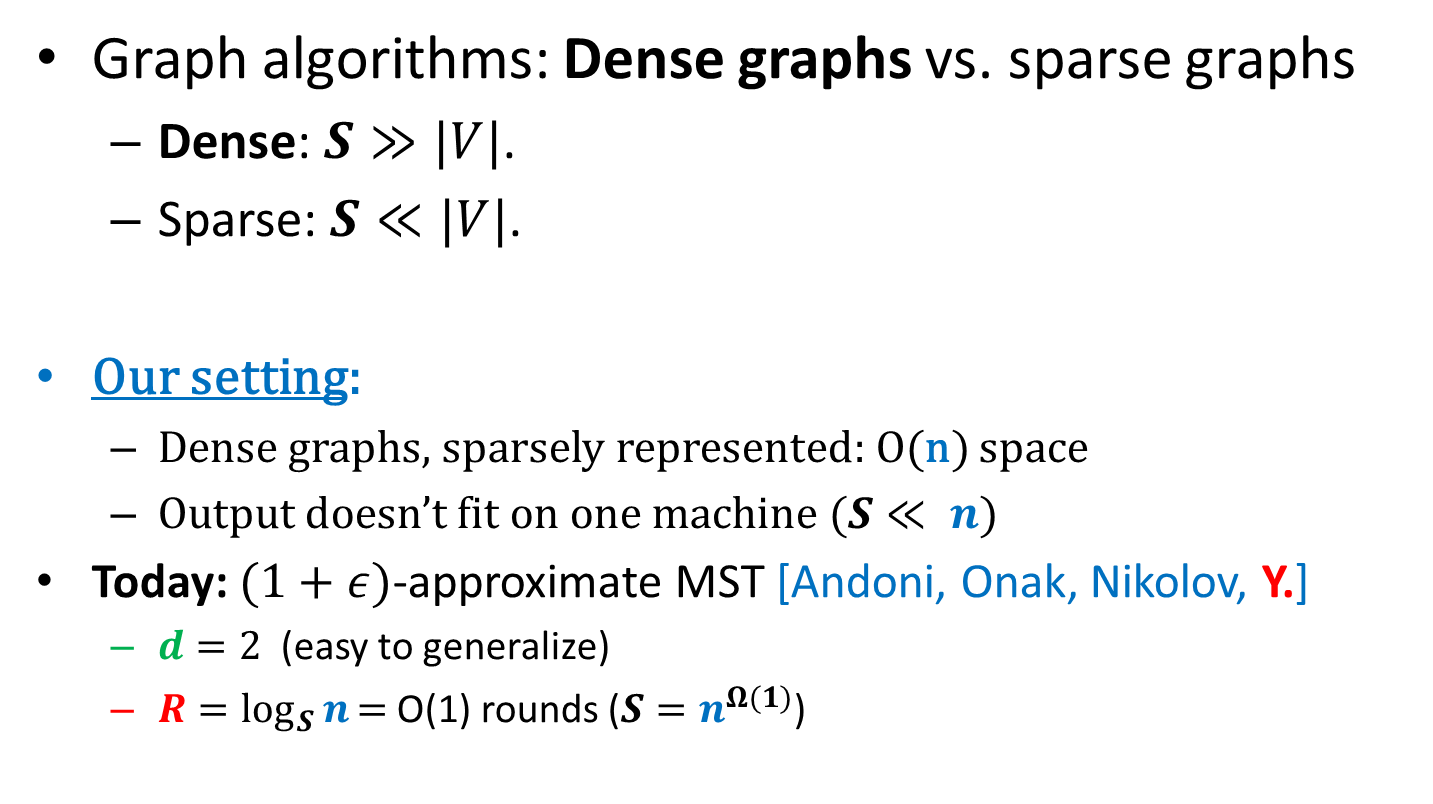 • Graph algorithms: Dense graphs vs. sparse graphs
– Dense: S ≫ |V|.
– Sparse: S ≪ |V|.
• Our setting:
– Dense graphs, sparsely represented: O(n) space
– Output doesn’t fit on one machine (S ≪ n)
• Today: (1 + ϵ)-approximate MST [Andoni, Onak, Nikolov, Y.]
– d = 2 (easy to generalize)
– R = log_S n = O(1) rounds (S = n^Ω(1))